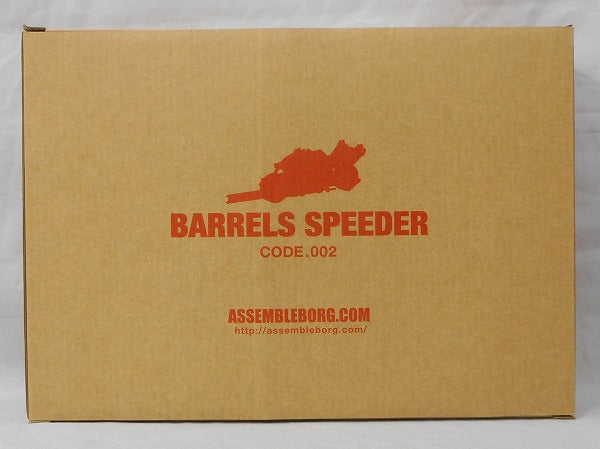 BARRELS SPEEDER
CODE.002
ASSEMBLEBORG.COM
http://assembleborg.com/